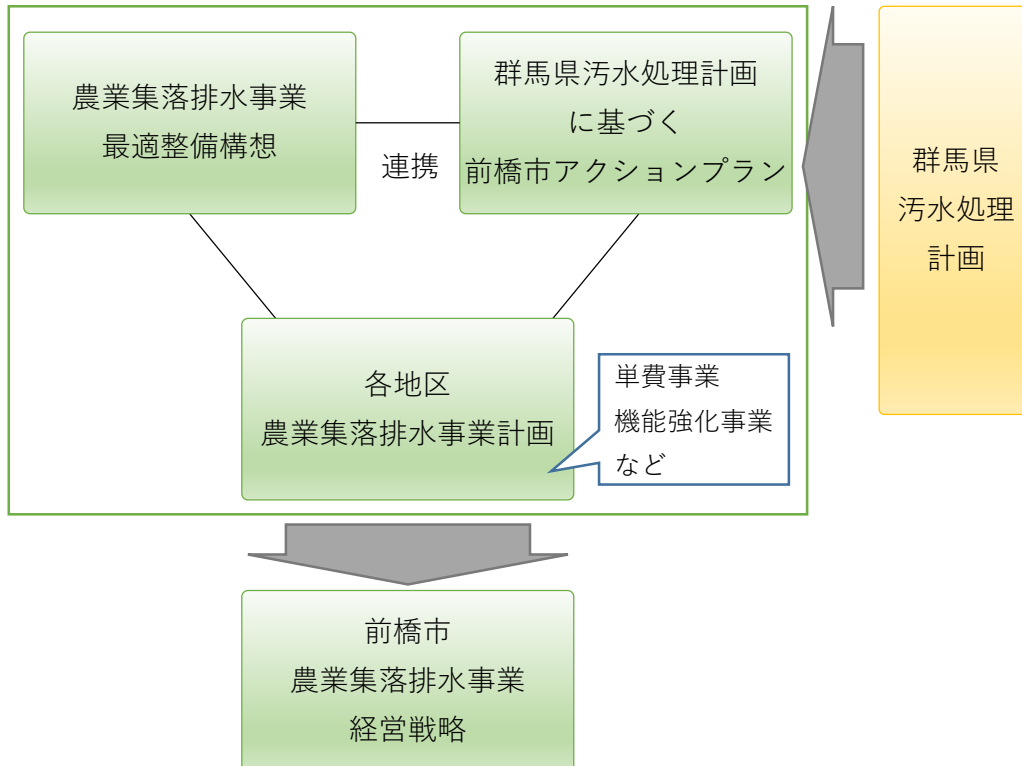 農業集落排水事業
最適整備構想
連携
群馬県汚水処理計画
に基づく
前橋市アクションプラン
群馬県
汚水処理
計画
各地区
農業集落排水事業計画
単費事業
機能強化事業
など
前橋市
農業集落排水事業
経営戦略